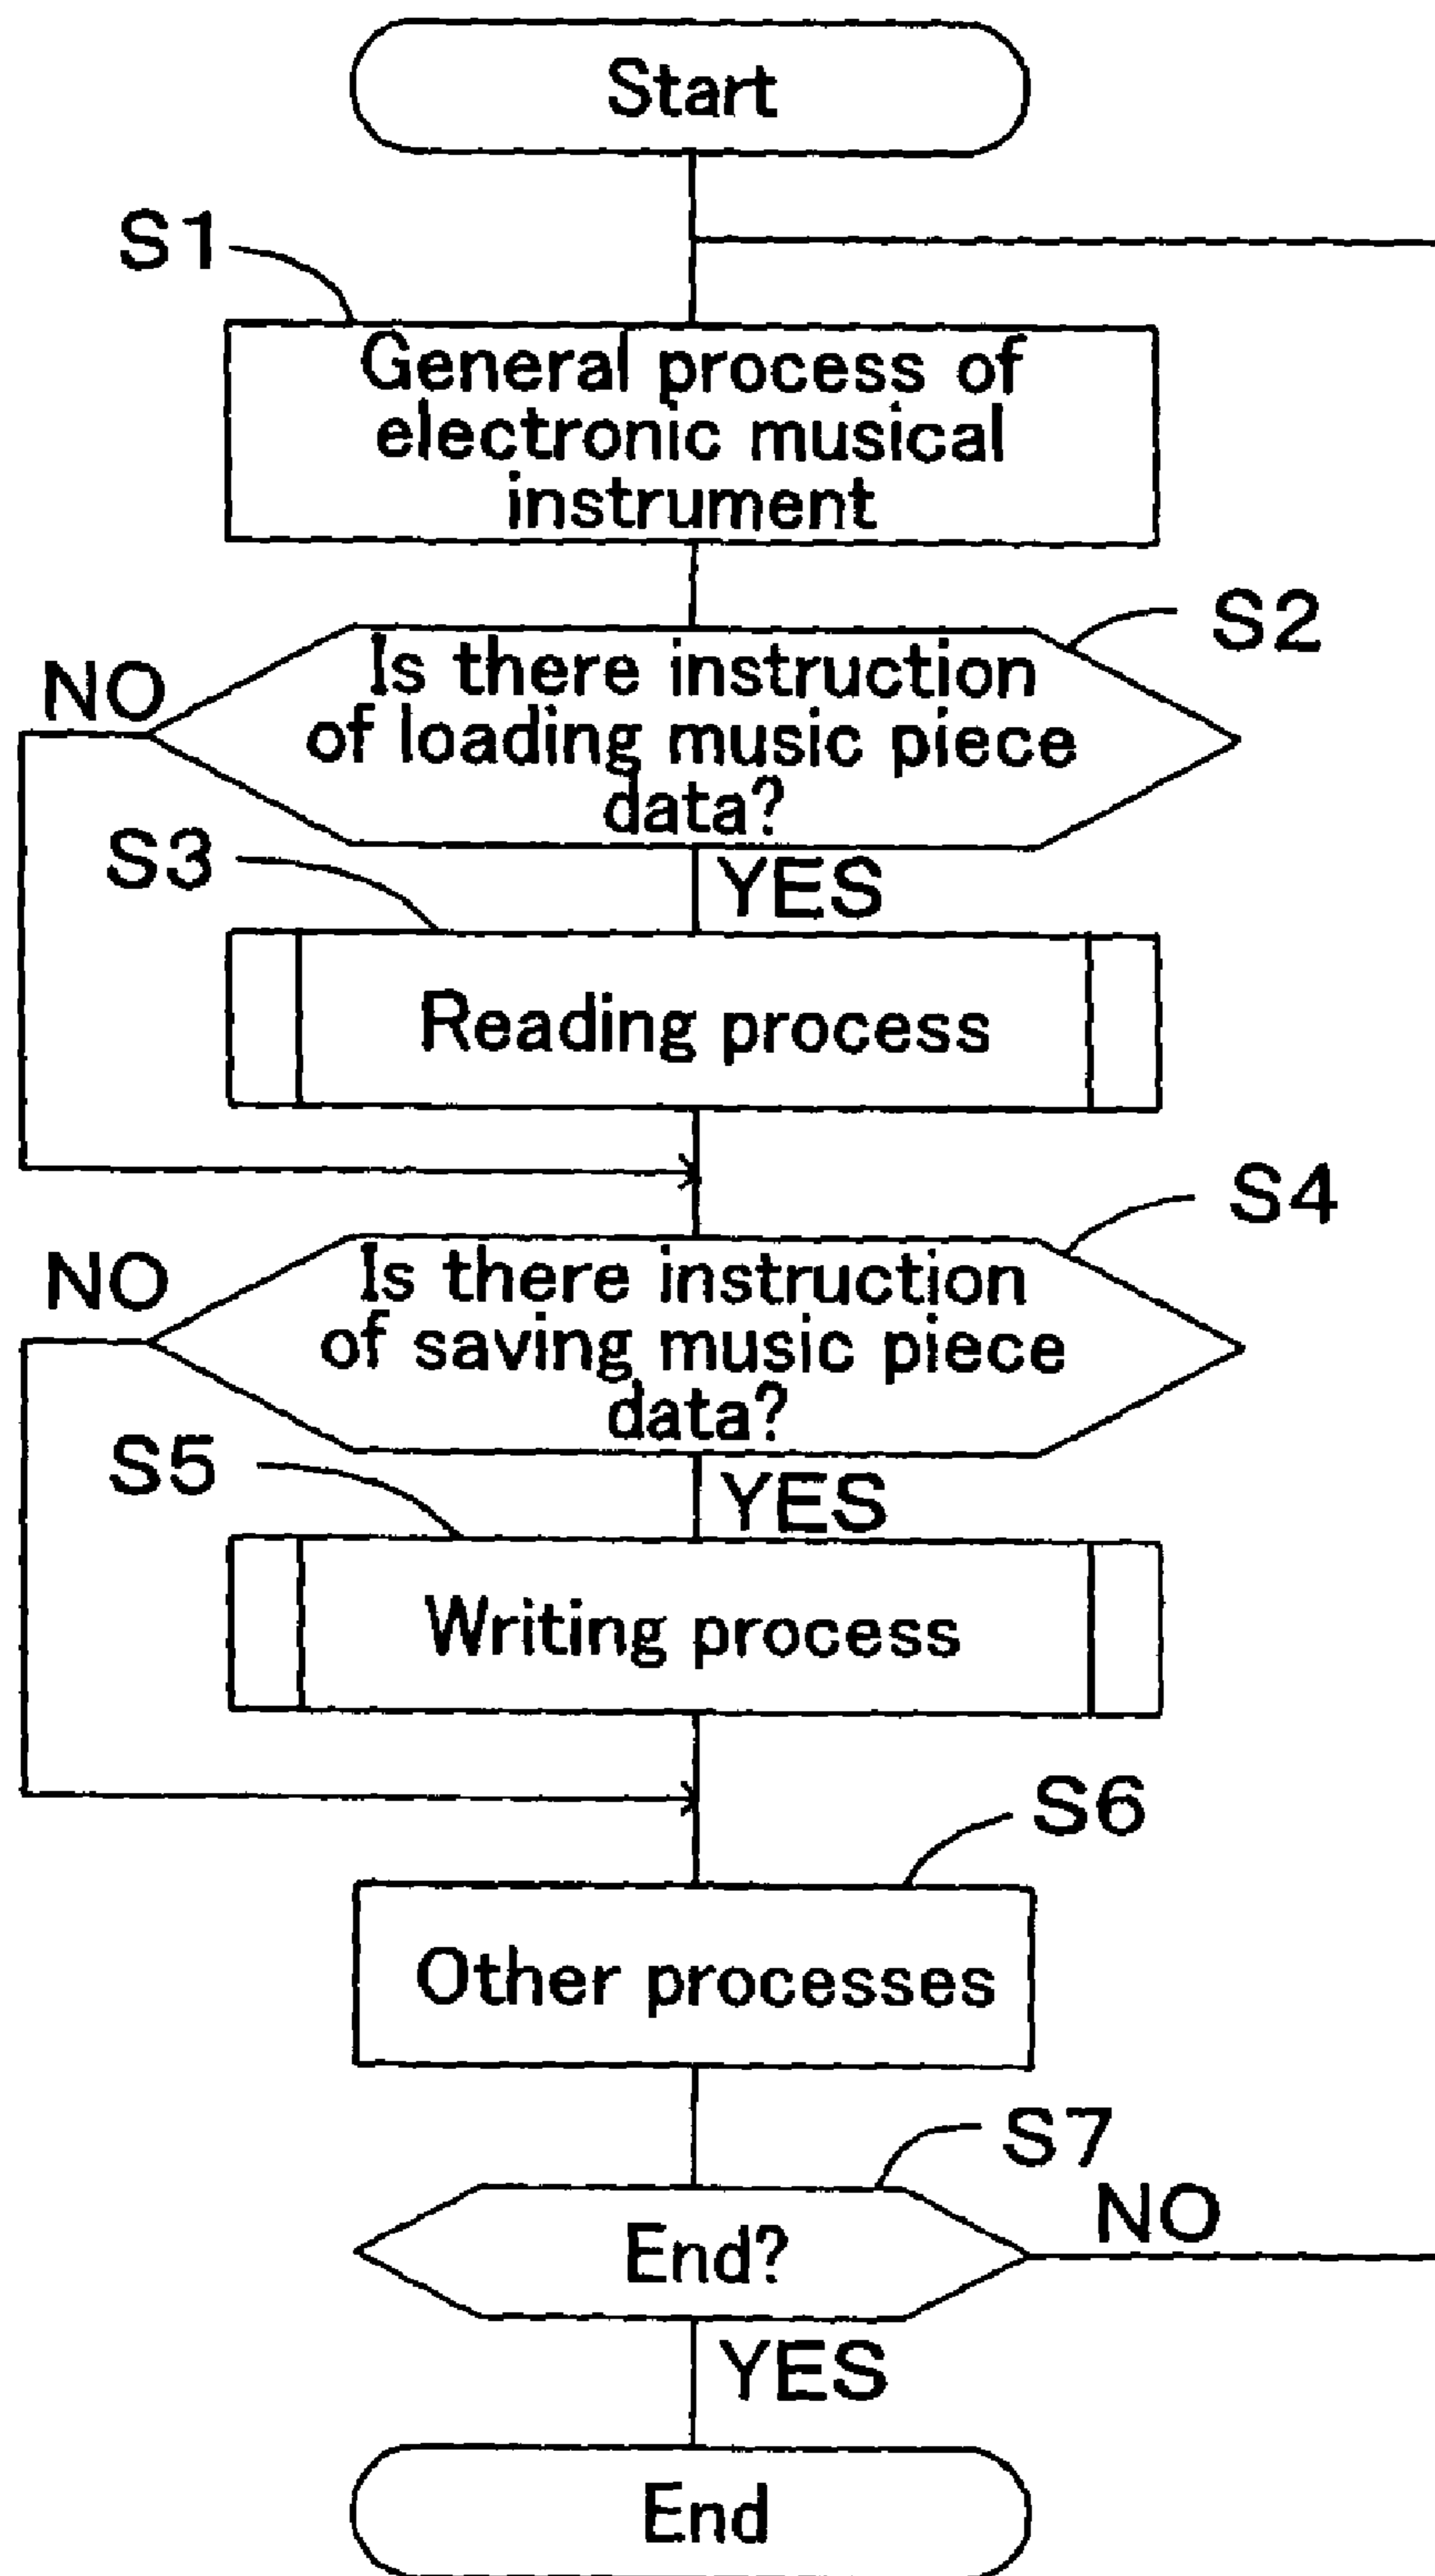 Start
S1
General process of
electronic musical
instrument
S2
NO
Is there instruction
of loading music piece
data?
S3
YES
Reading process
S4
NO
Is there instruction
of saving music piece
data?
S5
YES
Writing process
S6
Other processes
S7
NO
End?
YES
End